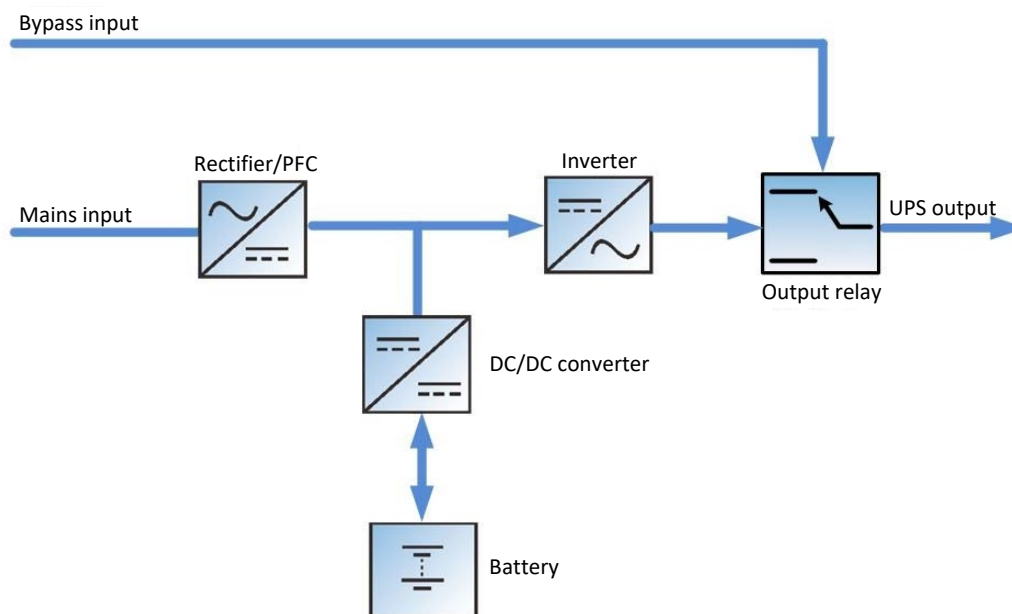 Bypass input
Rectifier/PFC
Inverter
Mains input
UPS output
Output relay
DC/DC converter
Battery